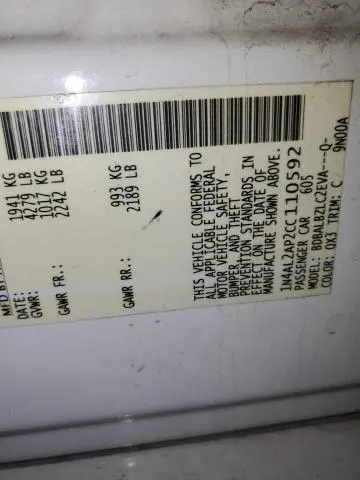 MFD BY
DATE:
GVWR: 1941 KG
4279 LB
GAWR FR.: 1017 KG
2242 LB
GAWR RR: 993 KG
2189 LB
THIS VEHICLE CONFORMS TO
ALL APPLICABLE FEDERAL
MOTOR VEHICLE SAFETY,
BUMPER, AND THEFT
PREVENTION STANDARDS IN
EFFECT ON THE DATE OF
MANUFACTURE SHOWN ABOVE.
1N4AL2AP2CC110592
PASSENGER CAR 605
MODEL: BDBALBZLC2EVA---Q-
COLOR: DX3 TRIM: C 9N00A